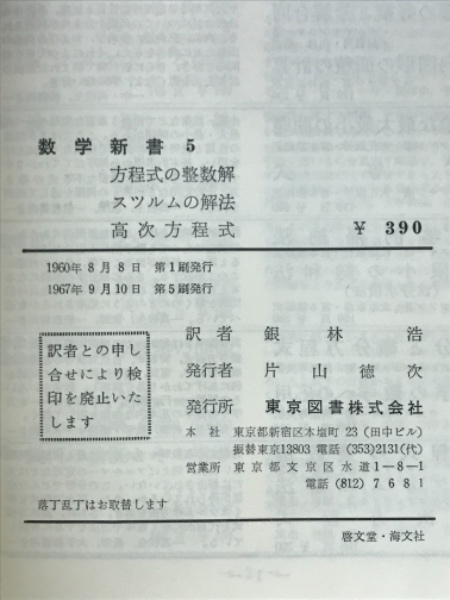 数学新書 5
方程式の整数解
スツルムの解法
高次方程式 ¥ 390
1960年 8月 8日 第1刷発行
1967年 9月10日 第5刷発行
訳者との申し
合せにより検
印を廃止いた
します
訳者 銀林浩
発行者 片山徳次
発行所 東京図書株式会社
本社 東京都新宿区本塩町 23 (田中ビル)
振替東京13803 電話 (353)2131(代)
営業所 東京都文京区水道1-8-1
電話 (812) 7681
落丁乱丁はお取替します
啓文堂・海文社